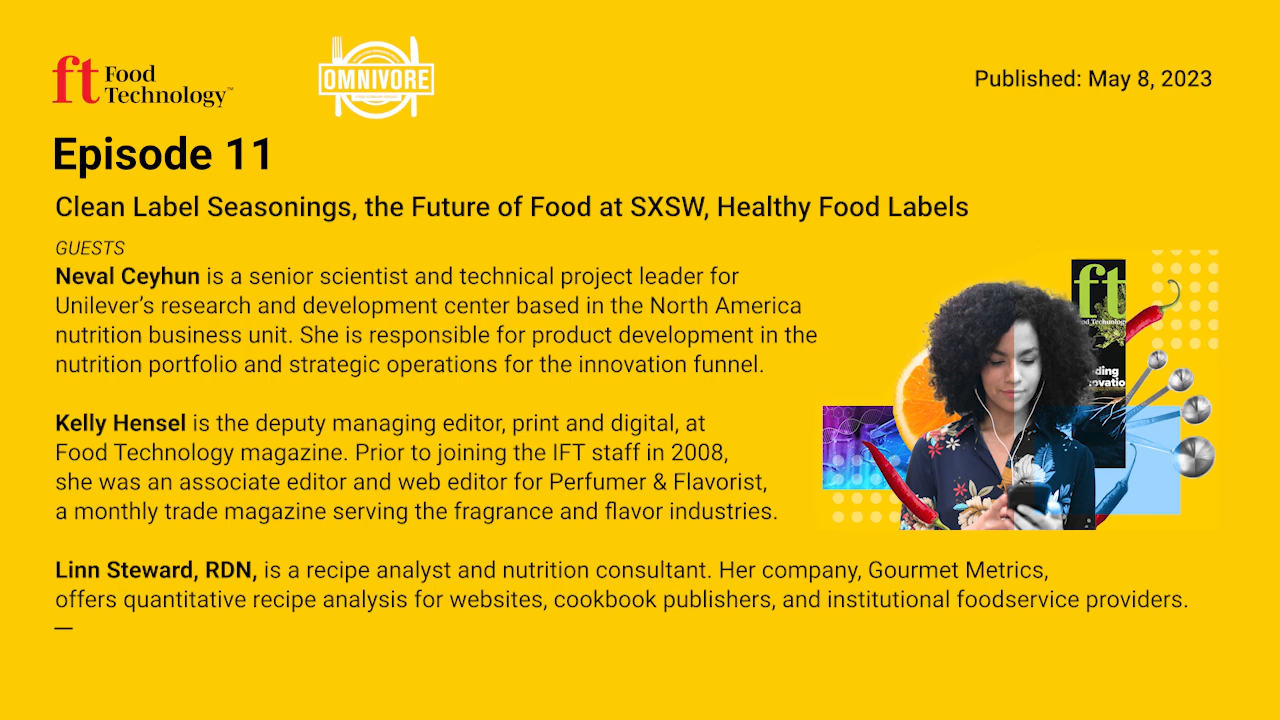 ft Food
Technology™
OMNIVORE
Published: May 8, 2023
Episode 11
Clean Label Seasonings, the Future of Food at SXSW, Healthy Food Labels
GUESTS
Neval Ceyhun is a senior scientist and technical project leader for
Unilever’s research and development center based in the North America
nutrition business unit. She is responsible for product development in the
nutrition portfolio and strategic operations for the innovation funnel.
Kelly Hensel is the deputy managing editor, print and digital, at
Food Technology magazine. Prior to joining the IFT staff in 2008,
she was an associate editor and web editor for Perfumer & Flavorist,
a monthly trade magazine serving the fragrance and flavor industries.
Linn Steward, RDN, is a recipe analyst and nutrition consultant. Her company, Gourmet Metrics,
offers quantitative recipe analysis for websites, cookbook publishers, and institutional foodservice providers.
—
ft